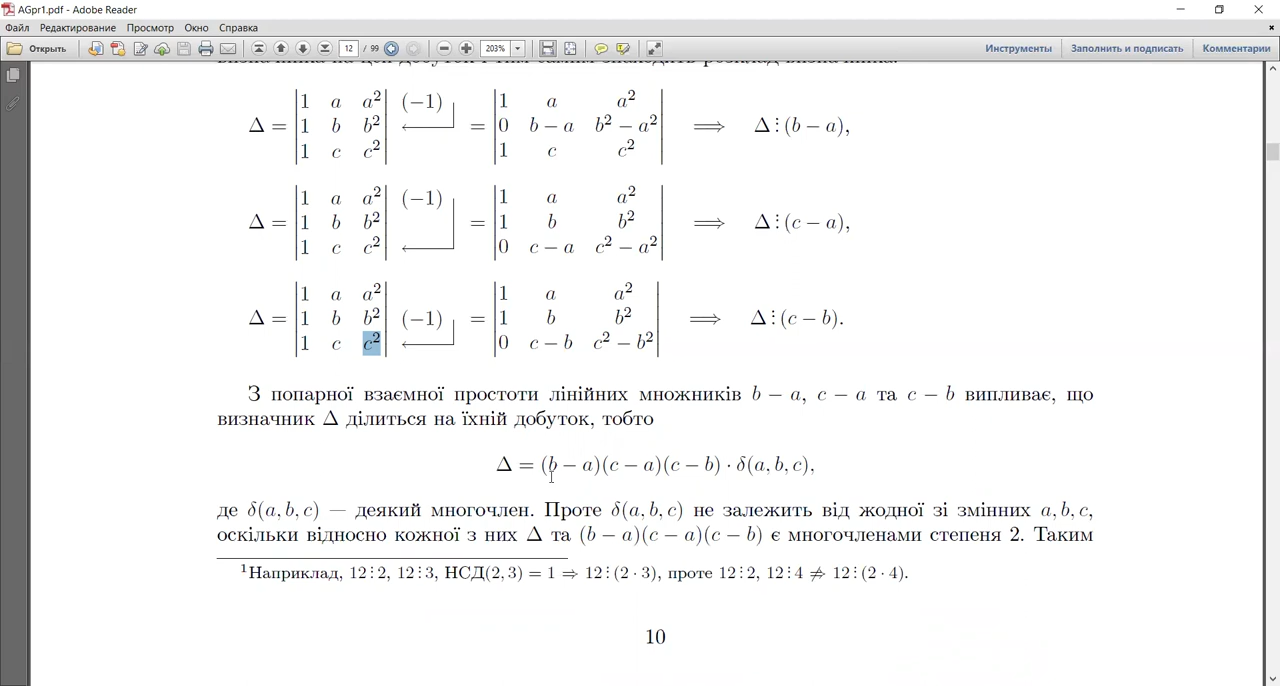 AGpr1.pdf - Adobe Reader
Файл Редактирование Просмотр Окно Справка
Открыть 12 / 99 203% Инструменты Заполнить и подписать Комментарии
Δ = |1 a a² (−1) = |1 a a²
|1 b b²| |0 b − a b² − a²| ⟹ Δ⋮(b − a),
|1 c c²| |1 c c²|
Δ = |1 a a² (−1) = |1 a a²
|1 b b²| |1 b b²| ⟹ Δ⋮(c − a),
|1 c c²| |0 c − a c² − a²|
Δ = |1 a a²| = |1 a a²|
|1 b b²| (−1) |1 b b²| ⟹ Δ⋮(c − b).
|1 c c²| |0 c − b c² − b²|
З попарної взаємної простоти лінійних множників b − a, c − a та c − b випливає, що
визначник Δ ділиться на їхній добуток, тобто
Δ = (b − a)(c − a)(c − b) · δ(a, b, c),
де δ(a, b, c) — деякий многочлен. Проте δ(a, b, c) не залежить від жодної зі змінних a, b, c,
оскільки відносно кожної з них Δ та (b − a)(c − a)(c − b) є многочленами степеня 2. Таким
¹Наприклад, 12⋮2, 12⋮3, НСД(2, 3) = 1 ⇒ 12⋮(2 · 3), проте 12⋮2, 12⋮4 ⇏ 12⋮(2 · 4).
10